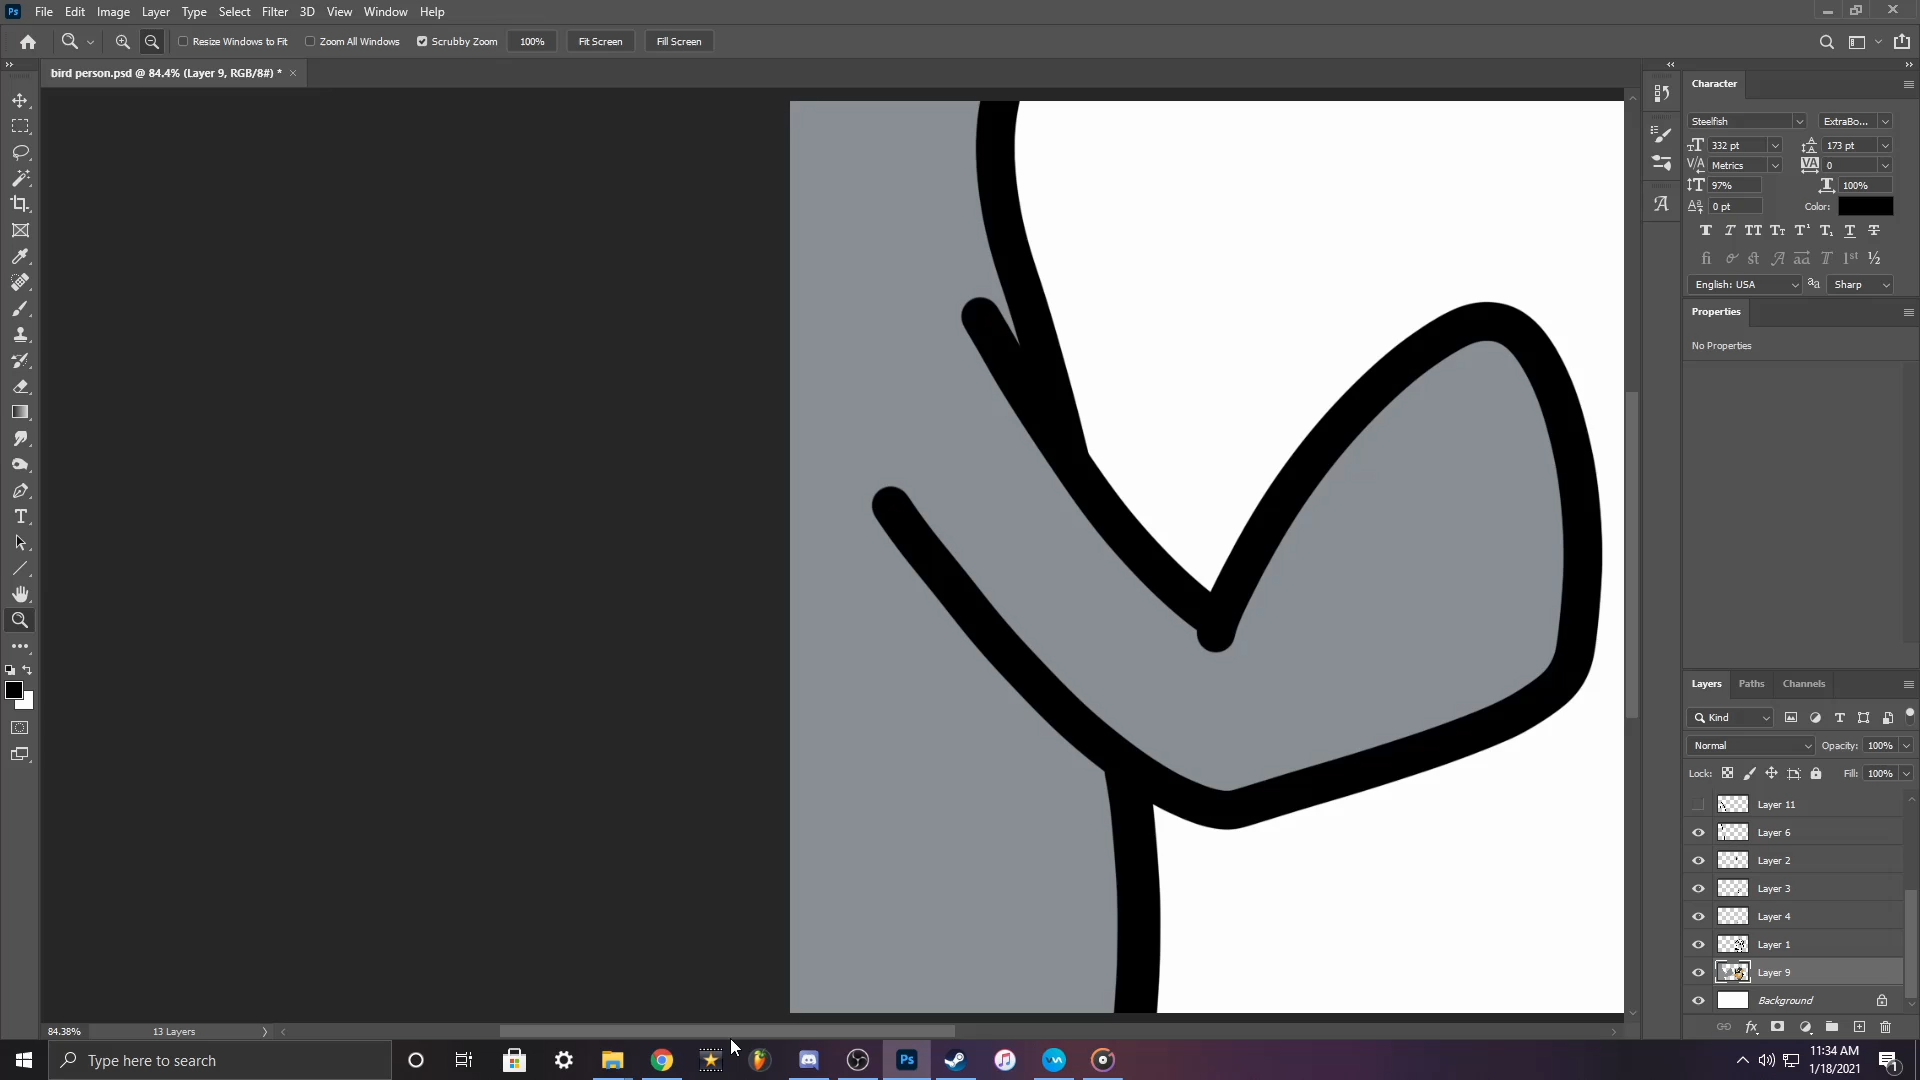 Ps File Edit Image Layer Type Select Filter 3D View Window Help
Resize Windows to Fit Zoom All Windows Scrubby Zoom 100% Fit Screen Fill Screen
bird person.psd @ 84.4% (Layer 9, RGB/8#) *
Character
Steelfish ExtraBo...
332 pt 173 pt
Metrics 0
97% 100%
0 pt Color:
English: USA Sharp
Properties
No Properties
Layers Paths Channels
Kind
Normal Opacity: 100%
Lock: Fill: 100%
Layer 11
Layer 6
Layer 2
Layer 3
Layer 4
Layer 1
Layer 9
Background
84.38% 13 Layers
Type here to search
Ps
11:34 AM
1/18/2021
1